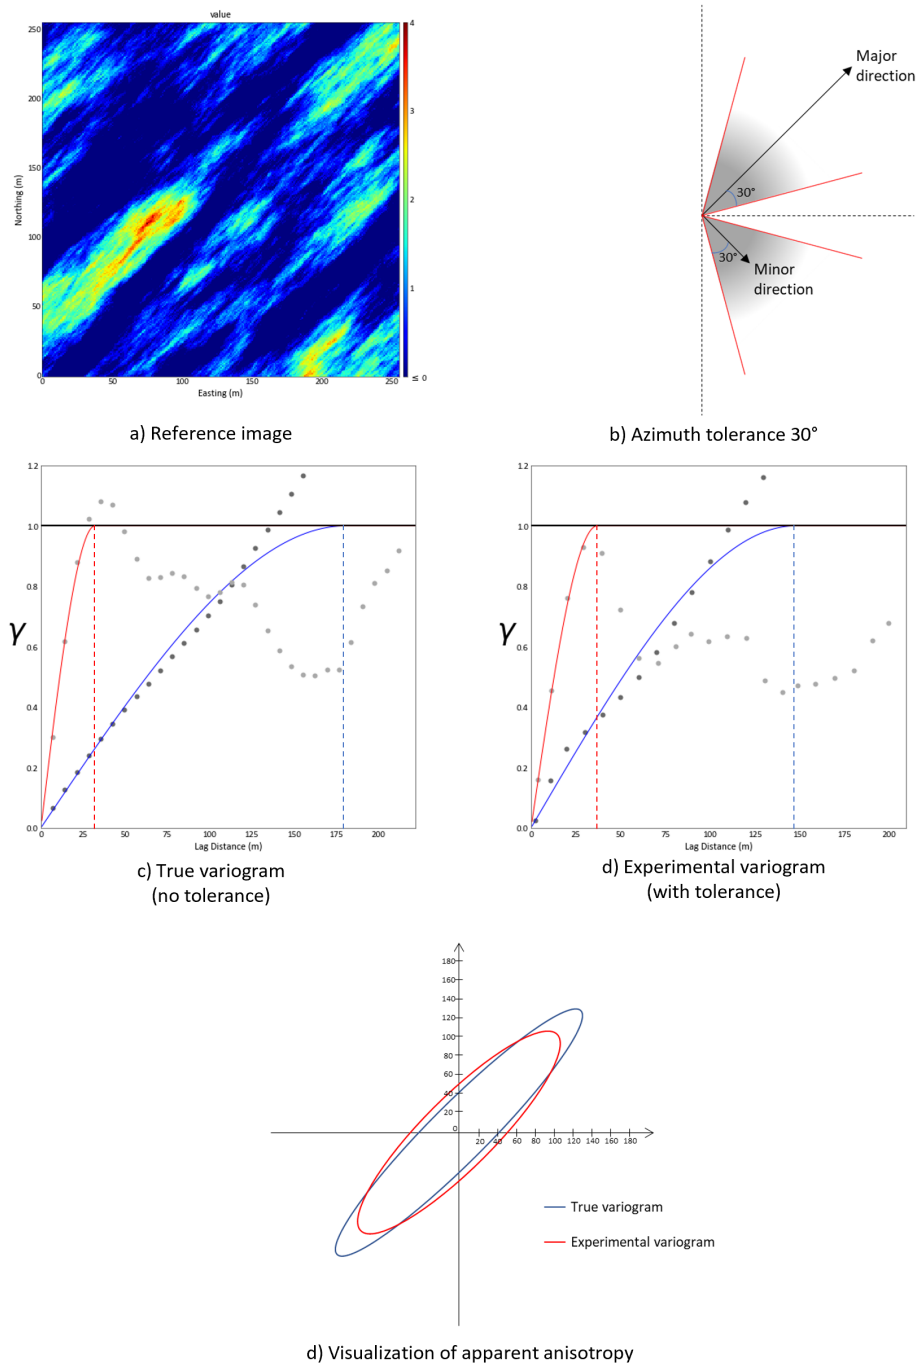 value
250
200
150
100
50
0
Northing (m)
0
50
100
150
200
250
Easting (m)
4
3
2
1
≤ 0
a) Reference image
Major
direction
30°
30°
Minor
direction
b) Azimuth tolerance 30°
1.2
1.0
0.8
0.6
0.4
0.2
0.0
γ
0
25
50
75
100
125
150
175
200
Lag Distance (m)
c) True variogram
(no tolerance)
1.2
1.0
0.8
0.6
0.4
0.2
0.0
γ
0
25
50
75
100
125
150
175
200
Lag Distance (m)
d) Experimental variogram
(with tolerance)
180
160
140
120
100
80
60
40
20
0
20 40 60 80 100 120 140 160 180
True variogram
Experimental variogram
d) Visualization of apparent anisotropy